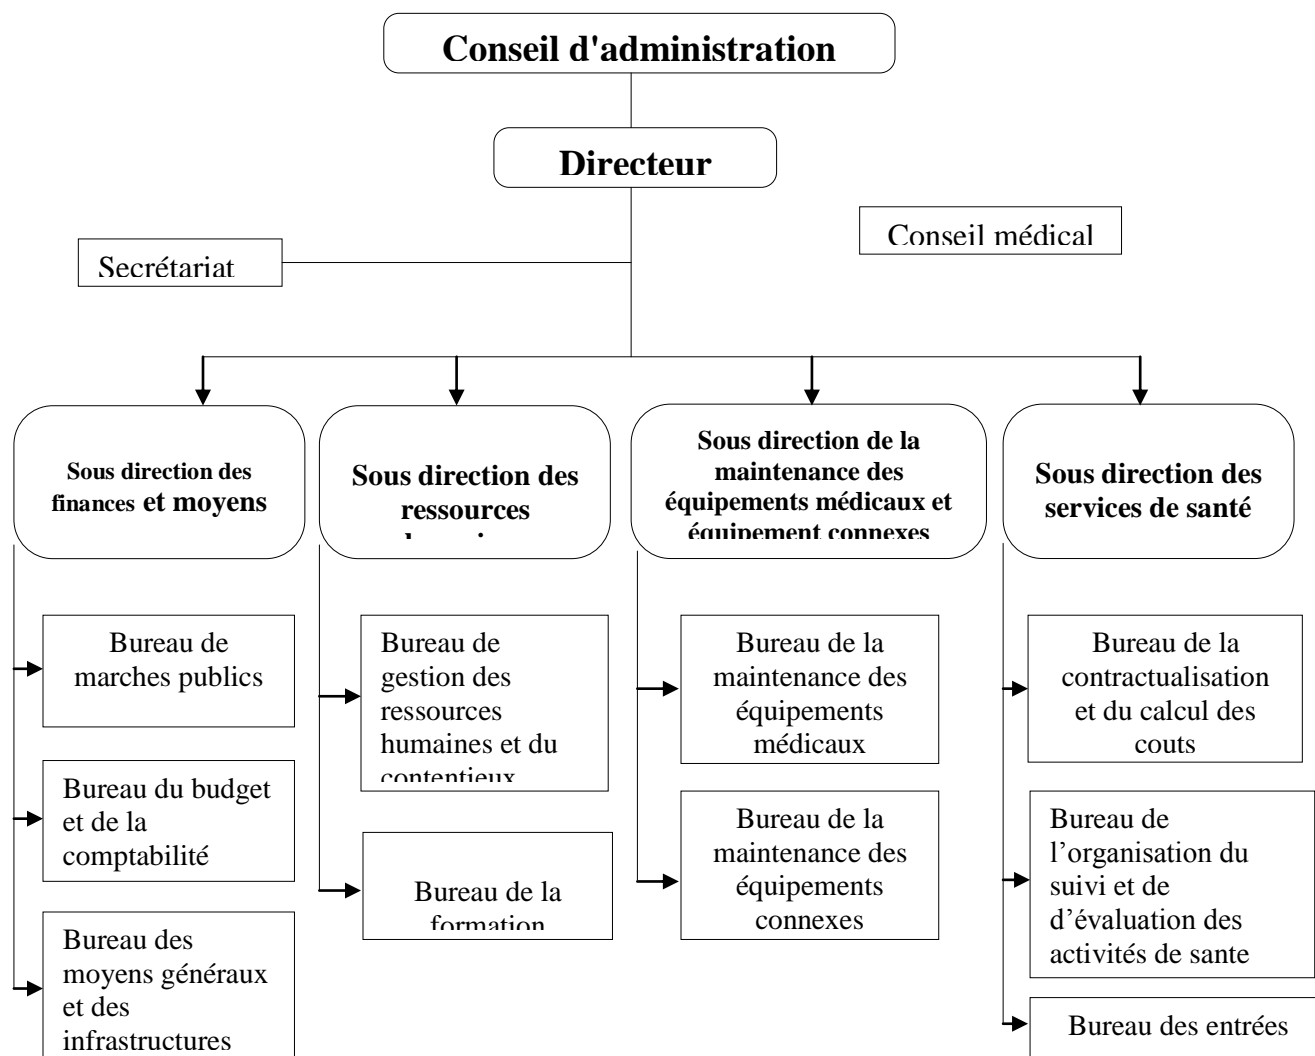 Conseil d'administration
Directeur
Conseil médical
Secrétariat
Sous direction des
finances et moyens
Sous direction des
ressources
Sous direction de la
maintenance des
équipements médicaux et
équipement connexes
Sous direction des
services de santé
Bureau de
marches publics
Bureau du budget
et de la
comptabilité
Bureau des
moyens généraux
et des
infrastructures
Bureau de
gestion des
ressources
humaines et du
contentieux
Bureau de la
formation
Bureau de la
maintenance des
équipements
médicaux
Bureau de la
maintenance des
équipements
connexes
Bureau de la
contractualisation
et du calcul des
couts
Bureau de
l’organisation du
suivi et de
d’évaluation des
activités de sante
Bureau des entrées